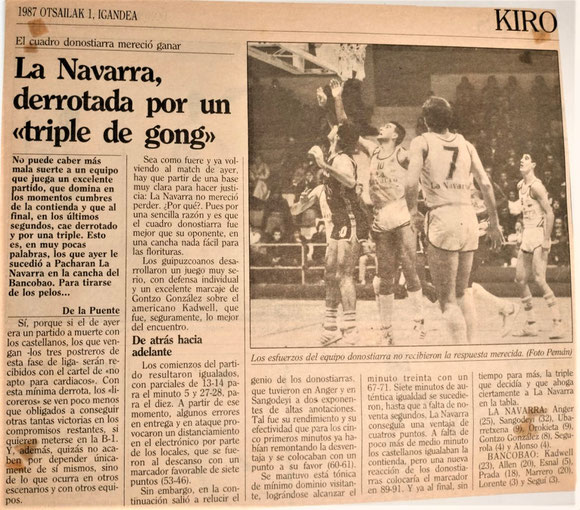 1987 OTSAILAK 1, IGANDEA
KIRO
El cuadro donostiarra mereció ganar
La Navarra,
derrotada por un
«triple de gong»
No puede caber más
mala suerte a un equipo
que juega un excelente
partido, que domina en
los momentos cumbres
de la contienda y que al
final, en los últimos
segundos, cae derrotado
y por una triple. Esto
es, en muy pocas
palabras, los que ayer le
sucedió a Pacharan La
Navarra en la cancha del
Bancobao. Para tirarse
de los pelos...
De la Puente
Sí, porque si el de ayer
era un partido a muerte con
los castellanos, los que ven-
gan -los tres postreros de
esta fase de liga- serán re-
cibidos con el cartel de «no
apto para cardiacos». Con
esta mínima derrota, los «li-
coreros» se ven poco menos
que obligados a conseguir
otras tantas victorias en los
compromisos restantes, si
quieren meterse en la B-1.
Y, además, quizás no aca-
ben por depender única-
mente de sí mismos, sino
de lo que ocurra en otros
escenarios y con otros equi-
pos.
Sea como fuere y ya vol-
viendo al match de ayer,
hay que partir de una base
muy clara para hacer justi-
cia: La Navarra no mereció
perder. ¿Por qué?. Pues por
una sencilla razón y es que
el cuadro donostiarra fue
mejor que su oponente, en
una cancha nada fácil para
las florituras.
Los guipuzcoanos des-
arrollaron un juego muy se-
rio, con defensa individual
y un excelente marcaje de
Gontzo González sobre el
americano Kadwell, que
fue, seguramente, lo mejor
del encuentro.
De atrás hacia
adelante
Los comienzos del parti-
do resultaron igualados,
con parciales de 13-14 pa-
ra el minuto 5 y 27-28, pa-
ra el diez. A partir de ese
momento, algunos errores
en entrega y en ataque pro-
vocaron un distanciamiento
en el electrónico por parte
de los locales, que se fue-
ron al descanso con un
marcador favorable de siete
puntos (53-46).
Sin embargo, en la conti-
nuación salió a relucir el
La Navarra
7
Los esfuerzos del equipo donostiarra no recibieron la respuesta merecida. (Foto Pemán)
genio de los donostiarras.
que tuvieron en Anger y en
Sangodeyi a dos exponen-
tes de altas anotaciones.
Tal fue su rendimiento y su
efectividad que para los cin-
co primeros minutos ya ha-
bían remontando la desven-
taja y se colocaban con un
punto a su favor (60-61).
Se mantuvo esta tónica
de mínimo dominio visitan-
te, lográndose alcanzar el
minuto treinta con un
67-71. Siete minutos de au-
téntica igualdad se sucedie-
ron, hasta que a falta de no-
venta segundos, La Navarra
conseguía una ventaja de
cuatros puntos. A falta de
poco más de medio minuto
los castellanos igualaban la
contienda, pero una nueva
reacción de los donostia-
rras colocaría el marcador
en 89-91. Y ya al final, sin
tiempo para más, la triple
que decidía y que ahoga
ciertamente a La Navarra
en la tabla.
LA NAVARRA: Anger
(25), Sangodeyi (32), Uba-
rretxena (9), Oprokieta (9),
Gontzo González (8), Segu-
rola (4) y Alonso (4).
BANCOBAO: Kadwell
(23), Allen (20), Esnal (5),
Prada (18), Marrero (20),
Lorente (3) y Seguí (3).